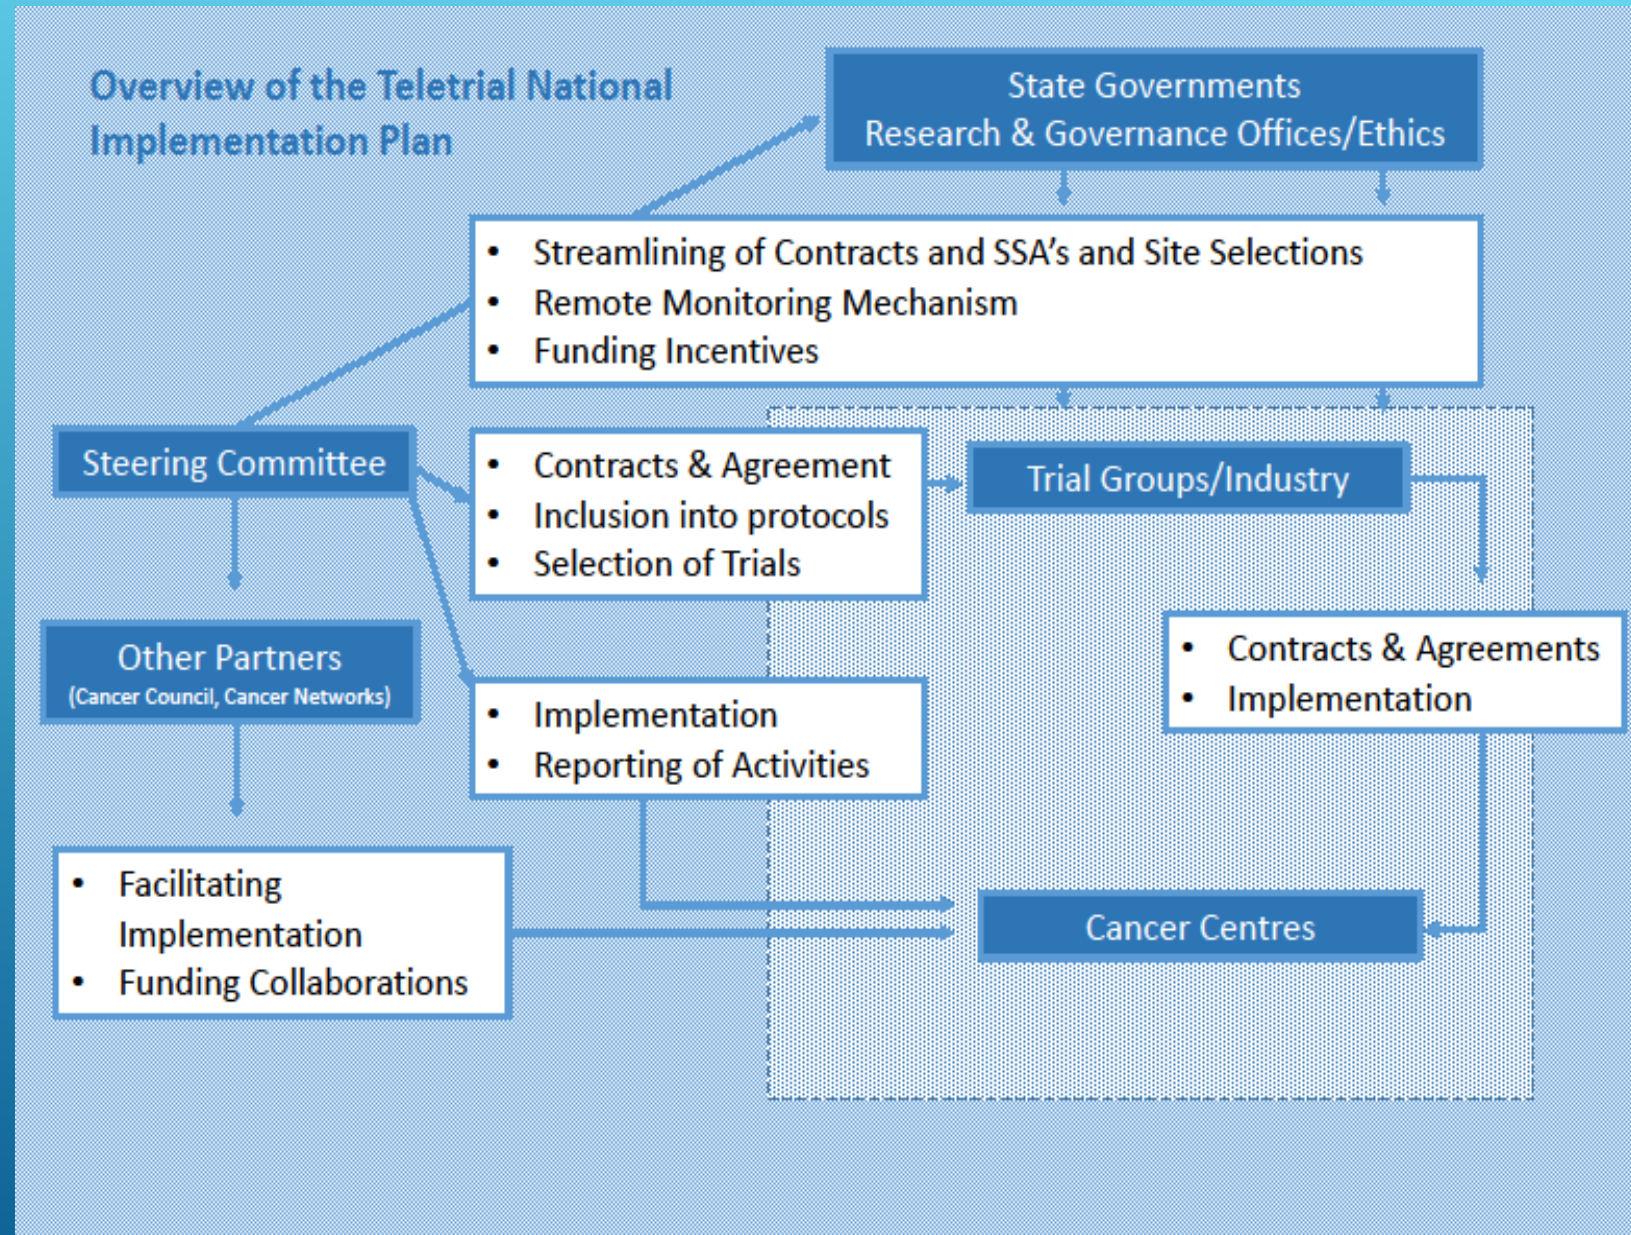 Overview of the Teletrial National
Implementation Plan
State Governments
Research & Governance Offices/Ethics
• Streamlining of Contracts and SSA's and Site Selections
• Remote Monitoring Mechanism
• Funding Incentives
Steering Committee
• Contracts & Agreement
• Inclusion into protocols
• Selection of Trials
Trial Groups/Industry
Other Partners
(Cancer Council, Cancer Networks)
• Contracts & Agreements
• Implementation
• Implementation
• Reporting of Activities
• Facilitating
Implementation
• Funding Collaborations
Cancer Centres